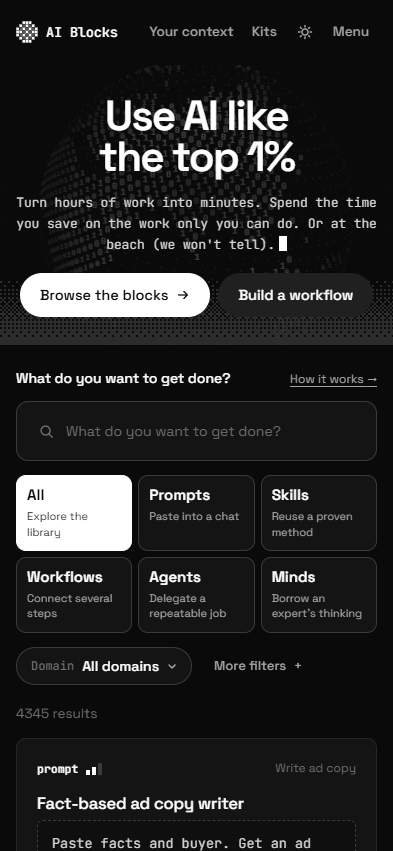 AI Blocks
Your context
Kits
Menu
Use AI like
the top 1%
Turn hours of work into minutes. Spend the time
you save on the work only you can do. Or at the
beach (we won't tell).
Browse the blocks →
Build a workflow
What do you want to get done?
How it works →
What do you want to get done?
All
Explore the
library
Prompts
Paste into a chat
Skills
Reuse a proven
method
Workflows
Connect several
steps
Agents
Delegate a
repeatable job
Minds
Borrow an
expert's thinking
Domain All domains
More filters +
4345 results
prompt
Write ad copy
Fact-based ad copy writer
Paste facts and buyer. Get an ad